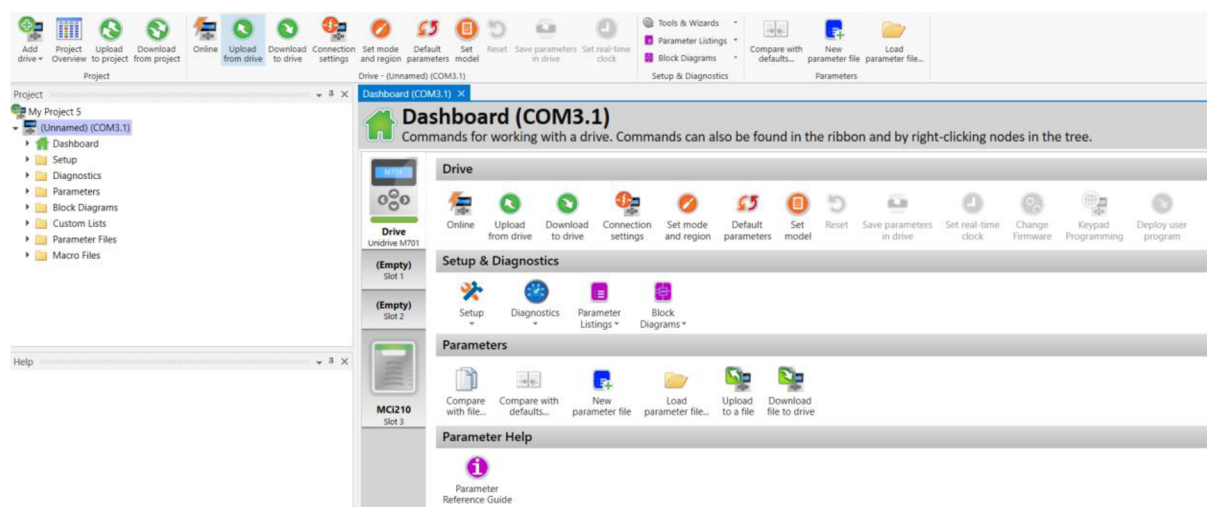 Add drive
Project Overview
Upload to project
Download from project
Project
Online
Upload from drive
Download to drive
Connection settings
Set mode and region
Default parameters
Set model
Reset
Save parameters in drive
Set real-time clock
Drive - (Unnamed) (COM3.1)
Tools & Wizards
Parameter Listings
Block Diagrams
Setup & Diagnostics
Compare with defaults...
New parameter file
Load parameter file...
Parameters
Project
My Project 5
(Unnamed) (COM3.1)
Dashboard
Setup
Diagnostics
Parameters
Block Diagrams
Custom Lists
Parameter Files
Macro Files
Help
Dashboard (COM3.1)
Dashboard (COM3.1)
Commands for working with a drive. Commands can also be found in the ribbon and by right-clicking nodes in the tree.
M701
Drive
Unidrive M701
(Empty)
Slot 1
(Empty)
Slot 2
MCi210
Slot 3
Drive
Online
Upload from drive
Download to drive
Connection settings
Set mode and region
Default parameters
Set model
Reset
Save parameters in drive
Set real-time clock
Change Firmware
Keypad Programming
Deploy user program
Setup & Diagnostics
Setup
Diagnostics
Parameter Listings
Block Diagrams
Parameters
Compare with file...
Compare with defaults...
New parameter file
Load parameter file...
Upload to a file
Download file to drive
Parameter Help
Parameter Reference Guide